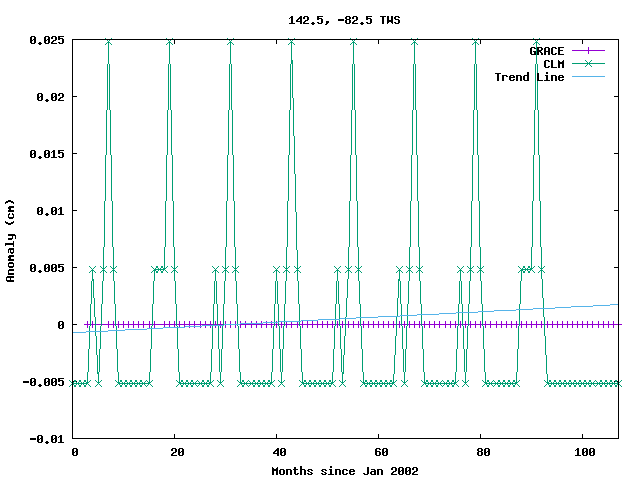 142.5, -82.5 TWS
0.025
GRACE
CLM
Trend Line
0.02
0.015
0.01
0.005
0
-0.005
-0.01
Anomaly (cm)
0 20 40 60 80 100
Months since Jan 2002